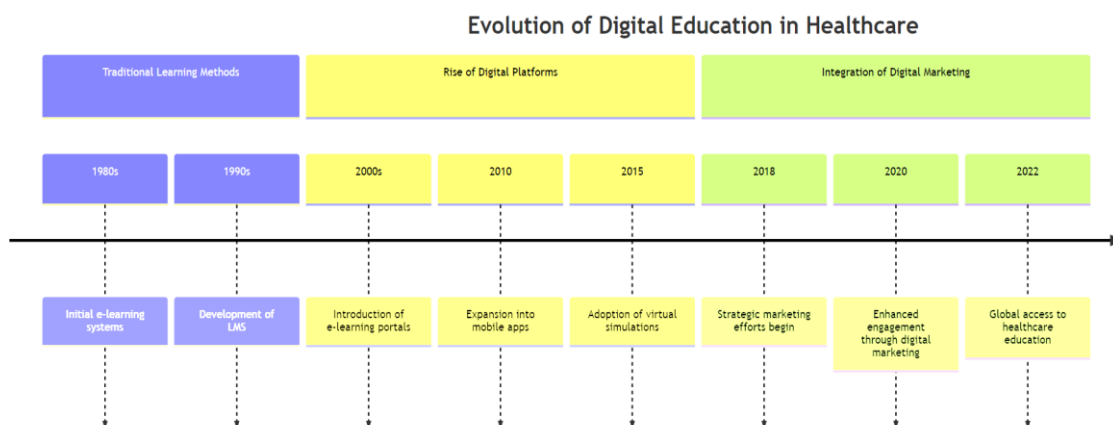 Evolution of Digital Education in Healthcare
Traditional Learning Methods
Rise of Digital Platforms
Integration of Digital Marketing
1980s
1990s
2000s
2010
2015
2018
2020
2022
Initial e-learning
systems
Development of
LMS
Introduction of
e-learning portals
Expansion into
mobile apps
Adoption of virtual
simulations
Strategic marketing
efforts begin
Enhanced
engagement
through digital
marketing
Global access to
healthcare
education